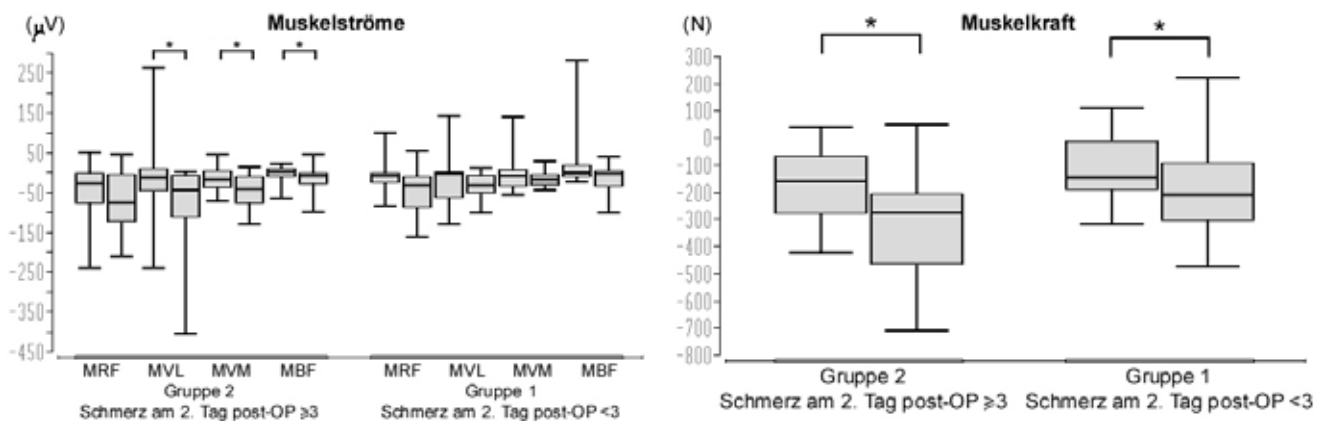 (μV) Muskelströme
* * *
250
150
50
-50
-150
-250
-350
-450
MRF MVL MVM MBF MRF MVL MVM MBF
Gruppe 2 Gruppe 1
Schmerz am 2. Tag post-OP ≥3 Schmerz am 2. Tag post-OP <3
(N) Muskelkraft
* *
300
200
100
0
-100
-200
-300
-400
-500
-600
-700
-800
Gruppe 2 Gruppe 1
Schmerz am 2. Tag post-OP ≥3 Schmerz am 2. Tag post-OP <3